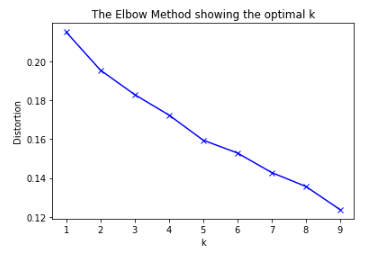 The Elbow Method showing the optimal k
0.20
0.18
0.16
0.14
0.12
Distortion
1 2 3 4 5 6 7 8 9
k